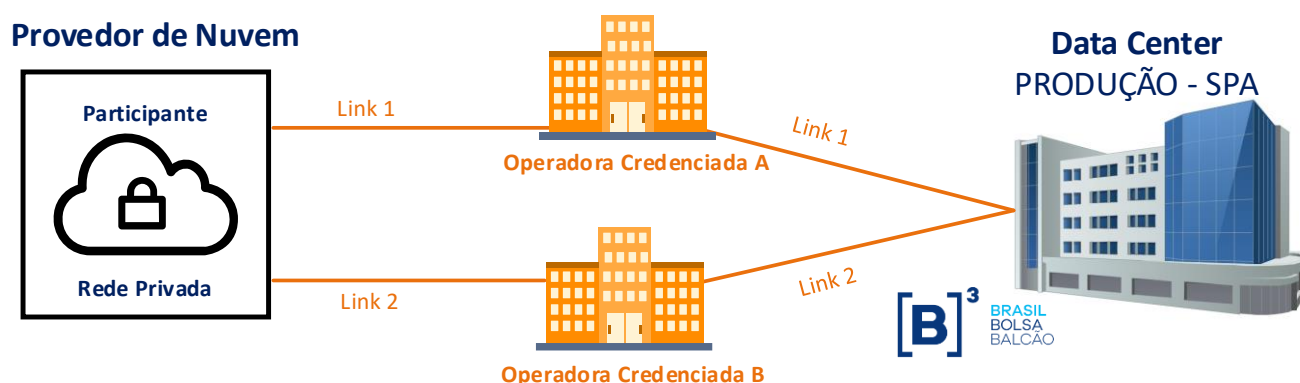 Provedor de Nuvem
Participante
Rede Privada
Link 1
Link 2
Operadora Credenciada A
Operadora Credenciada B
Link 1
Link 2
Data Center
PRODUÇÃO - SPA
[B]³
BRASIL
BOLSA
BALCÃO